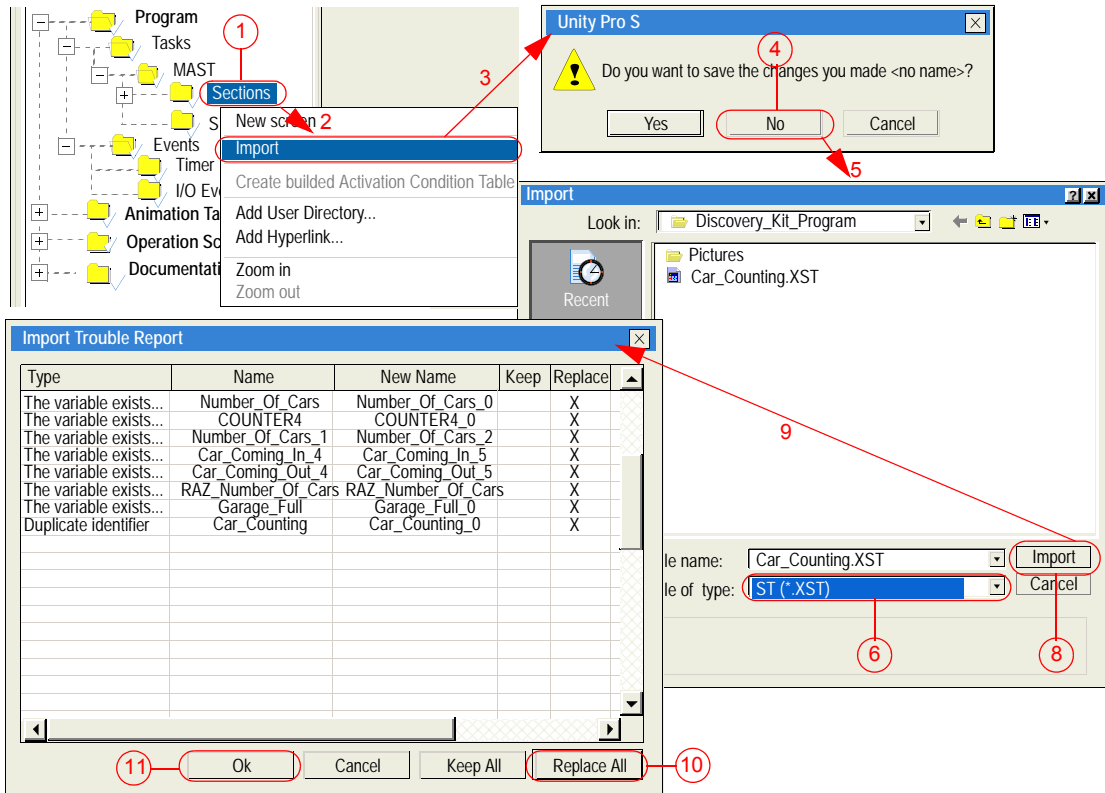 Program
Tasks
MAST
Sections
S
Events
Timer
I/O Ev
Animation Ta
Operation Sc
Documentati
1
2
New screen
Import
Create builded Activation Condition Table
Add User Directory...
Add Hyperlink...
Zoom in
Zoom out
3
Unity Pro S
4
Do you want to save the changes you made <no name>?
Yes No Cancel
5
Import
Look in: Discovery_Kit_Program
Recent
Pictures
Car_Counting.XST
le name: Car_Counting.XST Import
le of type: ST (*.XST) Cancel
6
8
9
Import Trouble Report
Type Name New Name Keep Replace
The variable exists... Number_Of_Cars Number_Of_Cars_0 X
The variable exists... COUNTER4 COUNTER4_0 X
The variable exists... Number_Of_Cars_1 Number_Of_Cars_2 X
The variable exists... Car_Coming_In_4 Car_Coming_In_5 X
The variable exists... Car_Coming_Out_4 Car_Coming_Out_5 X
The variable exists... RAZ_Number_Of_Cars RAZ_Number_Of_Cars X
The variable exists... Garage_Full Garage_Full_0 X
Duplicate identifier Car_Counting Car_Counting_0 X
11 Ok Cancel Keep All Replace All 10